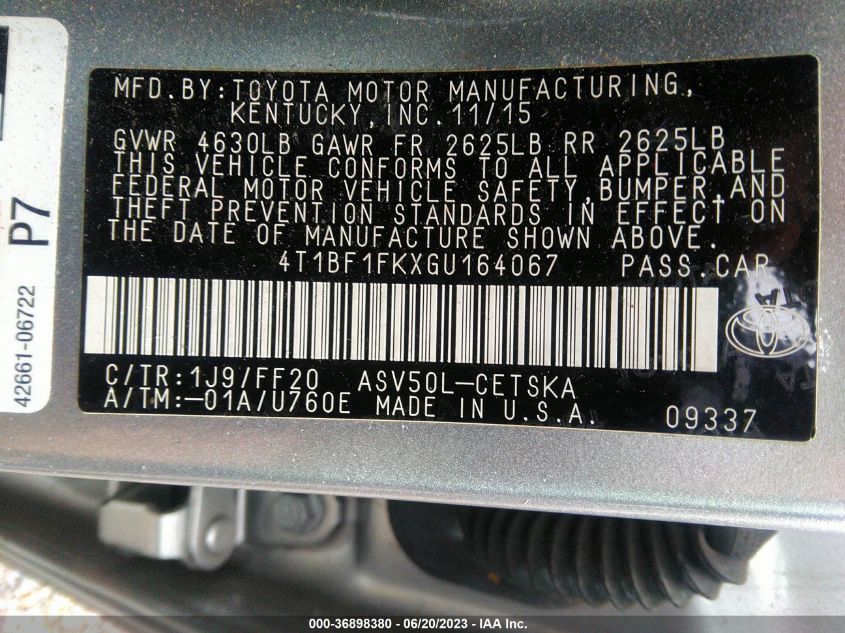 MFD.BY:TOYOTA MOTOR MANUFACTURING,
KENTUCKY,INC.11/15
GVWR 4630LB GAWR FR 2625LB RR 2625LB
THIS VEHICLE CONFORMS TO ALL APPLICABLE
FEDERAL MOTOR VEHICLE SAFETY,BUMPER,AND
THEFT PREVENTION STANDARDS IN EFFECT ON
THE DATE OF MANUFACTURE SHOWN ABOVE.
4T1BF1FKXGU164067 PASS.CAR
C/TR:1J9/FF20 ASV50L-CETSKA
A/TM:-01A/U760E MADE IN U.S.A. 09337
42661-06722
P7
000-36898380 - 06/20/2023 - IAA Inc.